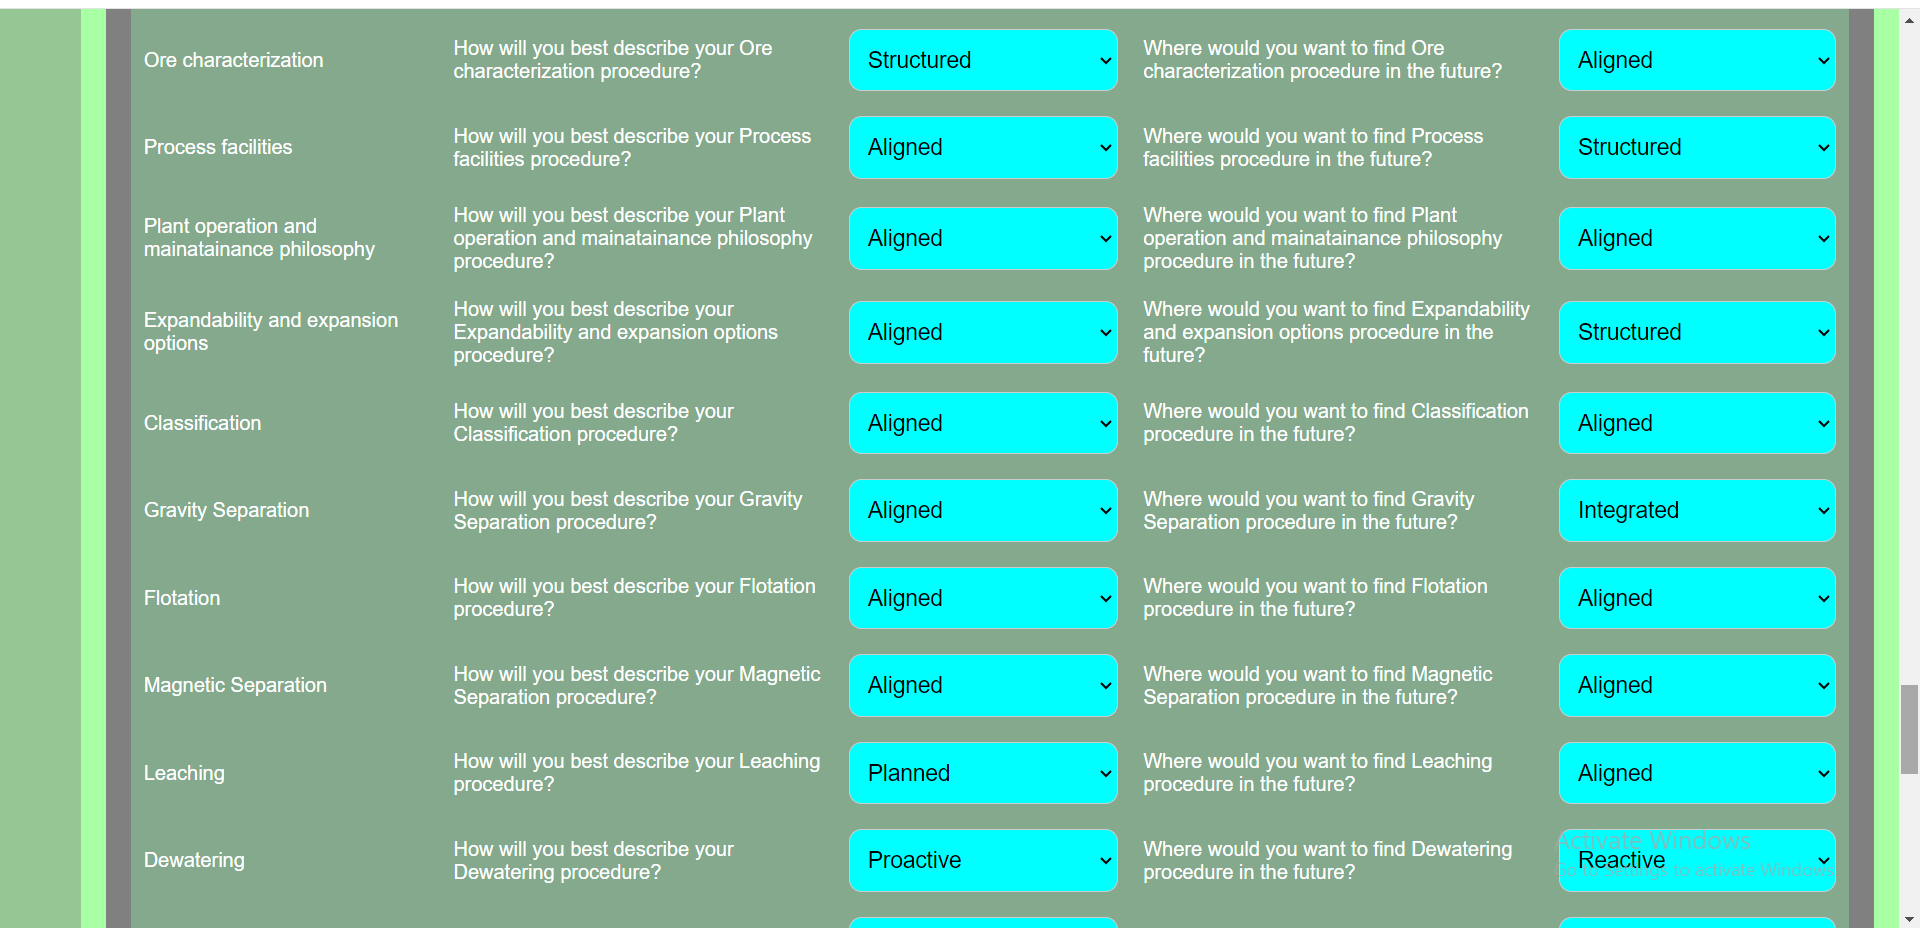 Ore characterization
How will you best describe your Ore
characterization procedure?
Structured
Where would you want to find Ore
characterization procedure in the future?
Aligned
Process facilities
How will you best describe your Process
facilities procedure?
Aligned
Where would you want to find Process
facilities procedure in the future?
Structured
Plant operation and
mainatainance philosophy
How will you best describe your Plant
operation and mainatainance philosophy
procedure?
Aligned
Where would you want to find Plant
operation and mainatainance philosophy
procedure in the future?
Aligned
Expandability and expansion
options
How will you best describe your
Expandability and expansion options
procedure?
Aligned
Where would you want to find Expandability
and expansion options procedure in the
future?
Structured
Classification
How will you best describe your
Classification procedure?
Aligned
Where would you want to find Classification
procedure in the future?
Aligned
Gravity Separation
How will you best describe your Gravity
Separation procedure?
Aligned
Where would you want to find Gravity
Separation procedure in the future?
Integrated
Flotation
How will you best describe your Flotation
procedure?
Aligned
Where would you want to find Flotation
procedure in the future?
Aligned
Magnetic Separation
How will you best describe your Magnetic
Separation procedure?
Aligned
Where would you want to find Magnetic
Separation procedure in the future?
Aligned
Leaching
How will you best describe your Leaching
procedure?
Planned
Where would you want to find Leaching
procedure in the future?
Aligned
Dewatering
How will you best describe your
Dewatering procedure?
Proactive
Where would you want to find Dewatering
procedure in the future?
Reactive
Activate Windows
Go to Settings to activate Windows.